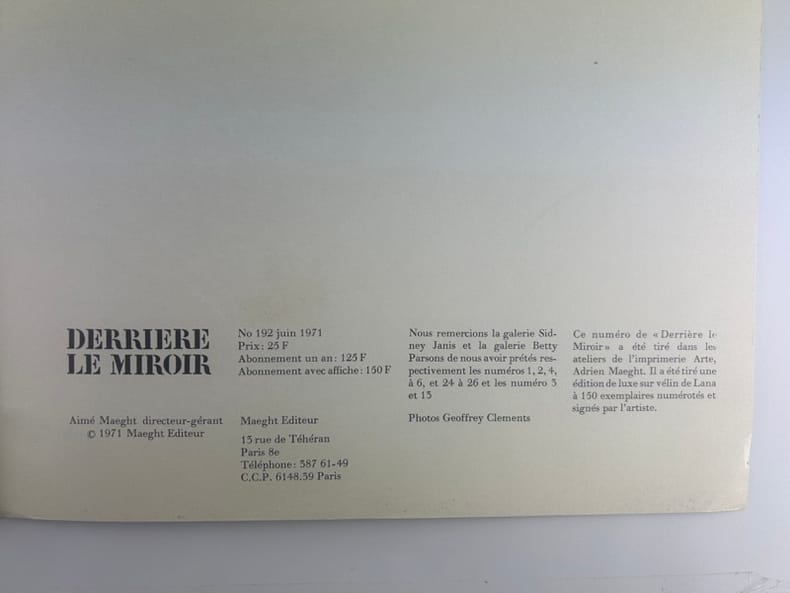 DERRIERE
LE MIROIR
Aimé Maeght directeur-gérant
© 1971 Maeght Editeur
No 192 juin 1971
Prix: 25 F
Abonnement un an: 125 F
Abonnement avec affiche: 150 F
Maeght Editeur
13 rue de Téhéran
Paris 8e
Téléphone: 387 61-49
C.C.P. 6148.39 Paris
Nous remercions la galerie Sid-
ney Janis et la galerie Betty
Parsons de nous avoir prêtés res-
pectivement les numéros 1, 2, 4,
à 6, et 24 à 26 et les numéro 3
et 15
Photos Geoffrey Clements
Ce numéro de «Derrière le
Miroir» a été tiré dans les
ateliers de l'imprimerie Arte,
Adrien Maeght. Il a été tiré une
édition de luxe sur vélin de Lana
à 150 exemplaires numérotés et
signés par l'artiste.